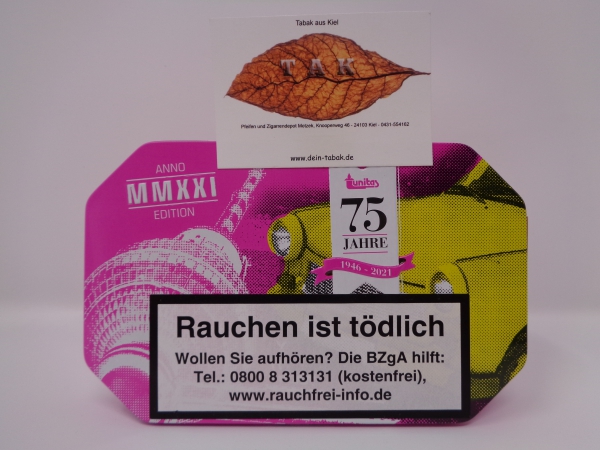 Tabak aus Kiel
TAK
Pfeifen und Zigarrendepot Motzek, Knooperweg 46 - 24103 Kiel - 0431-554162
www.dein-tabak.de
ANNO
MMXXI
EDITION
unitas
75
JAHRE
1946 - 2021
Rauchen ist tödlich
Wollen Sie aufhören? Die BZgA hilft:
Tel.: 0800 8 313131 (kostenfrei),
www.rauchfrei-info.de